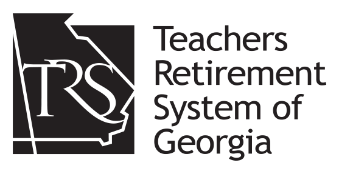 TRS
Teachers
Retirement
System of
Georgia